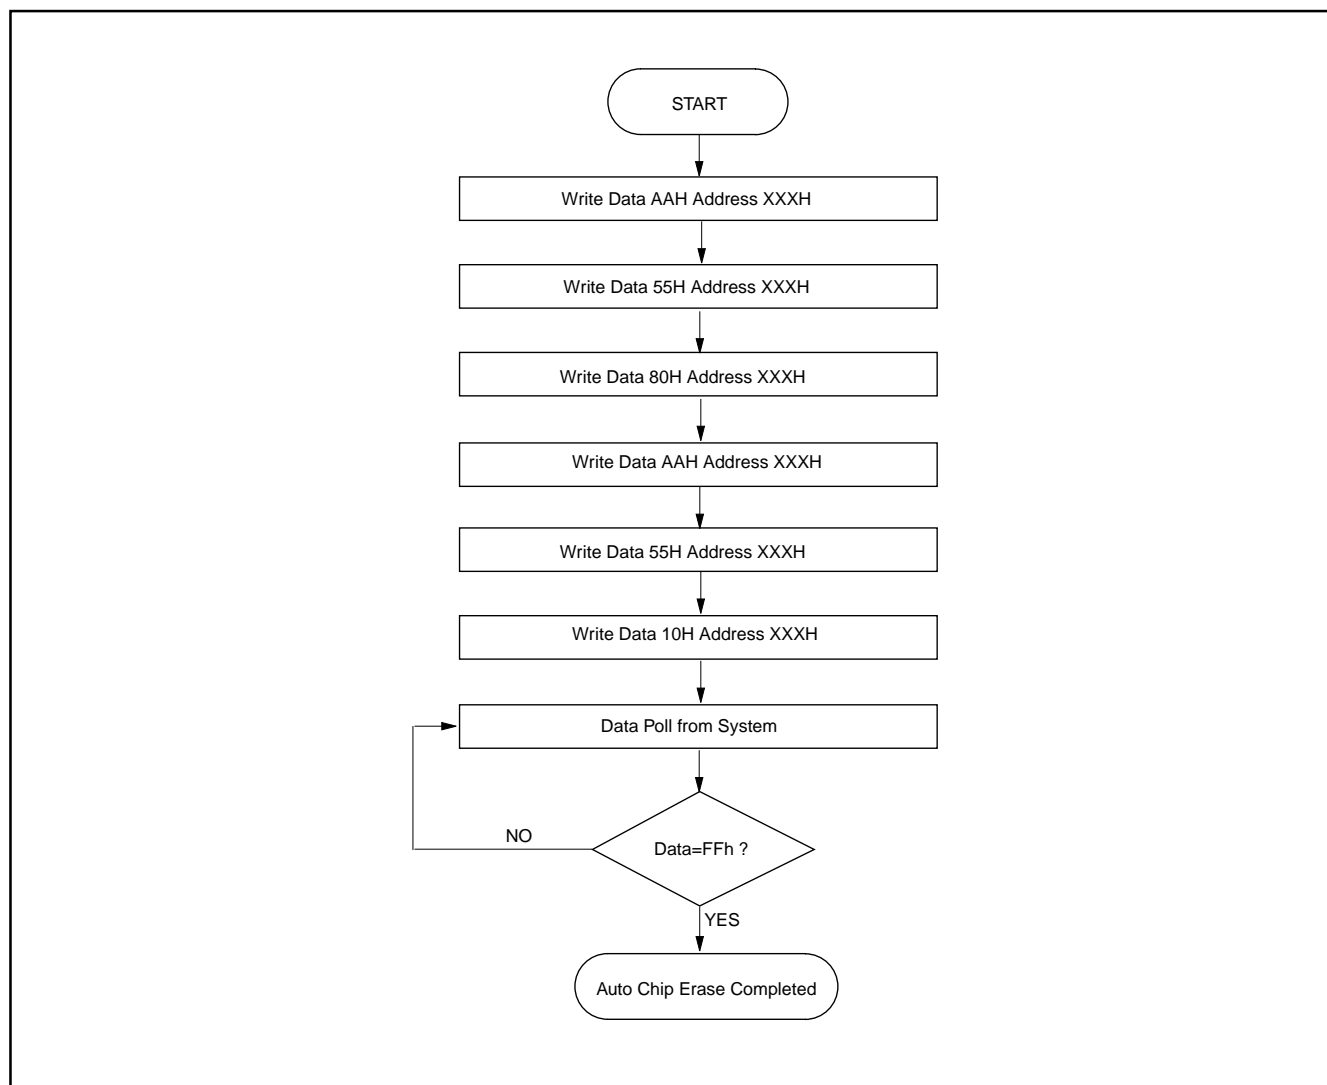 START
Write Data AAH Address XXXH
Write Data 55H Address XXXH
Write Data 80H Address XXXH
Write Data AAH Address XXXH
Write Data 55H Address XXXH
Write Data 10H Address XXXH
Data Poll from System
NO
Data=FFh ?
YES
Auto Chip Erase Completed